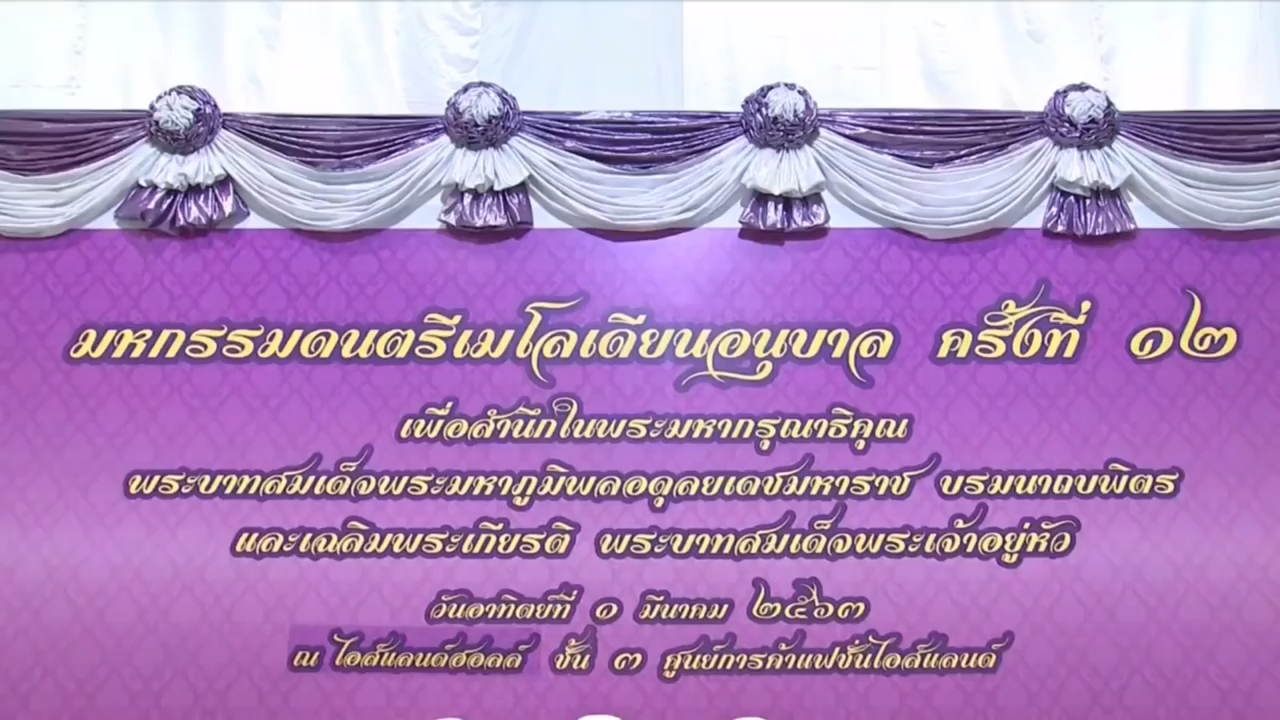 มหกรรมดนตรีเมโลเดียนอนุบาล ครั้งที่ ๑๒
เพื่อสำนึกในพระมหากรุณาธิคุณ
พระบาทสมเด็จพระมหาภูมิพลอดุลยเดชมหาราช บรมนาถบพิตร
และเฉลิมพระเกียรติ พระบาทสมเด็จพระเจ้าอยู่หัว
วันอาทิตย์ที่ ๑ มีนาคม ๒๕๖๓
ณ ไอส์แลนด์ฮอลล์ ชั้น ๓ ศูนย์การค้าแฟชั่นไอส์แลนด์